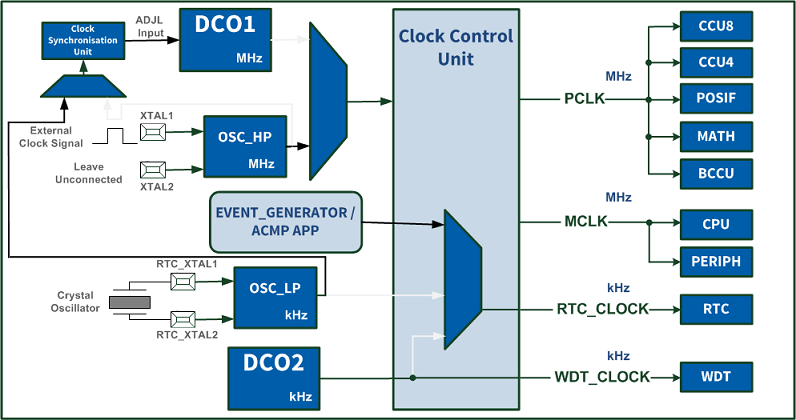 Clock
Synchronisation
Unit
ADJL
Input
DCO1
MHz
Clock Control
Unit
External
Clock Signal
XTAL1
Leave
Unconnected
XTAL2
OSC_HP
MHz
EVENT_GENERATOR /
ACMP APP
Crystal
Oscillator
RTC_XTAL1
RTC_XTAL2
OSC_LP
kHz
DCO2
kHz
MHz
PCLK
CCU8
CCU4
POSIF
MATH
BCCU
MHz
MCLK
CPU
PERIPH
kHz
RTC_CLOCK
RTC
kHz
WDT_CLOCK
WDT